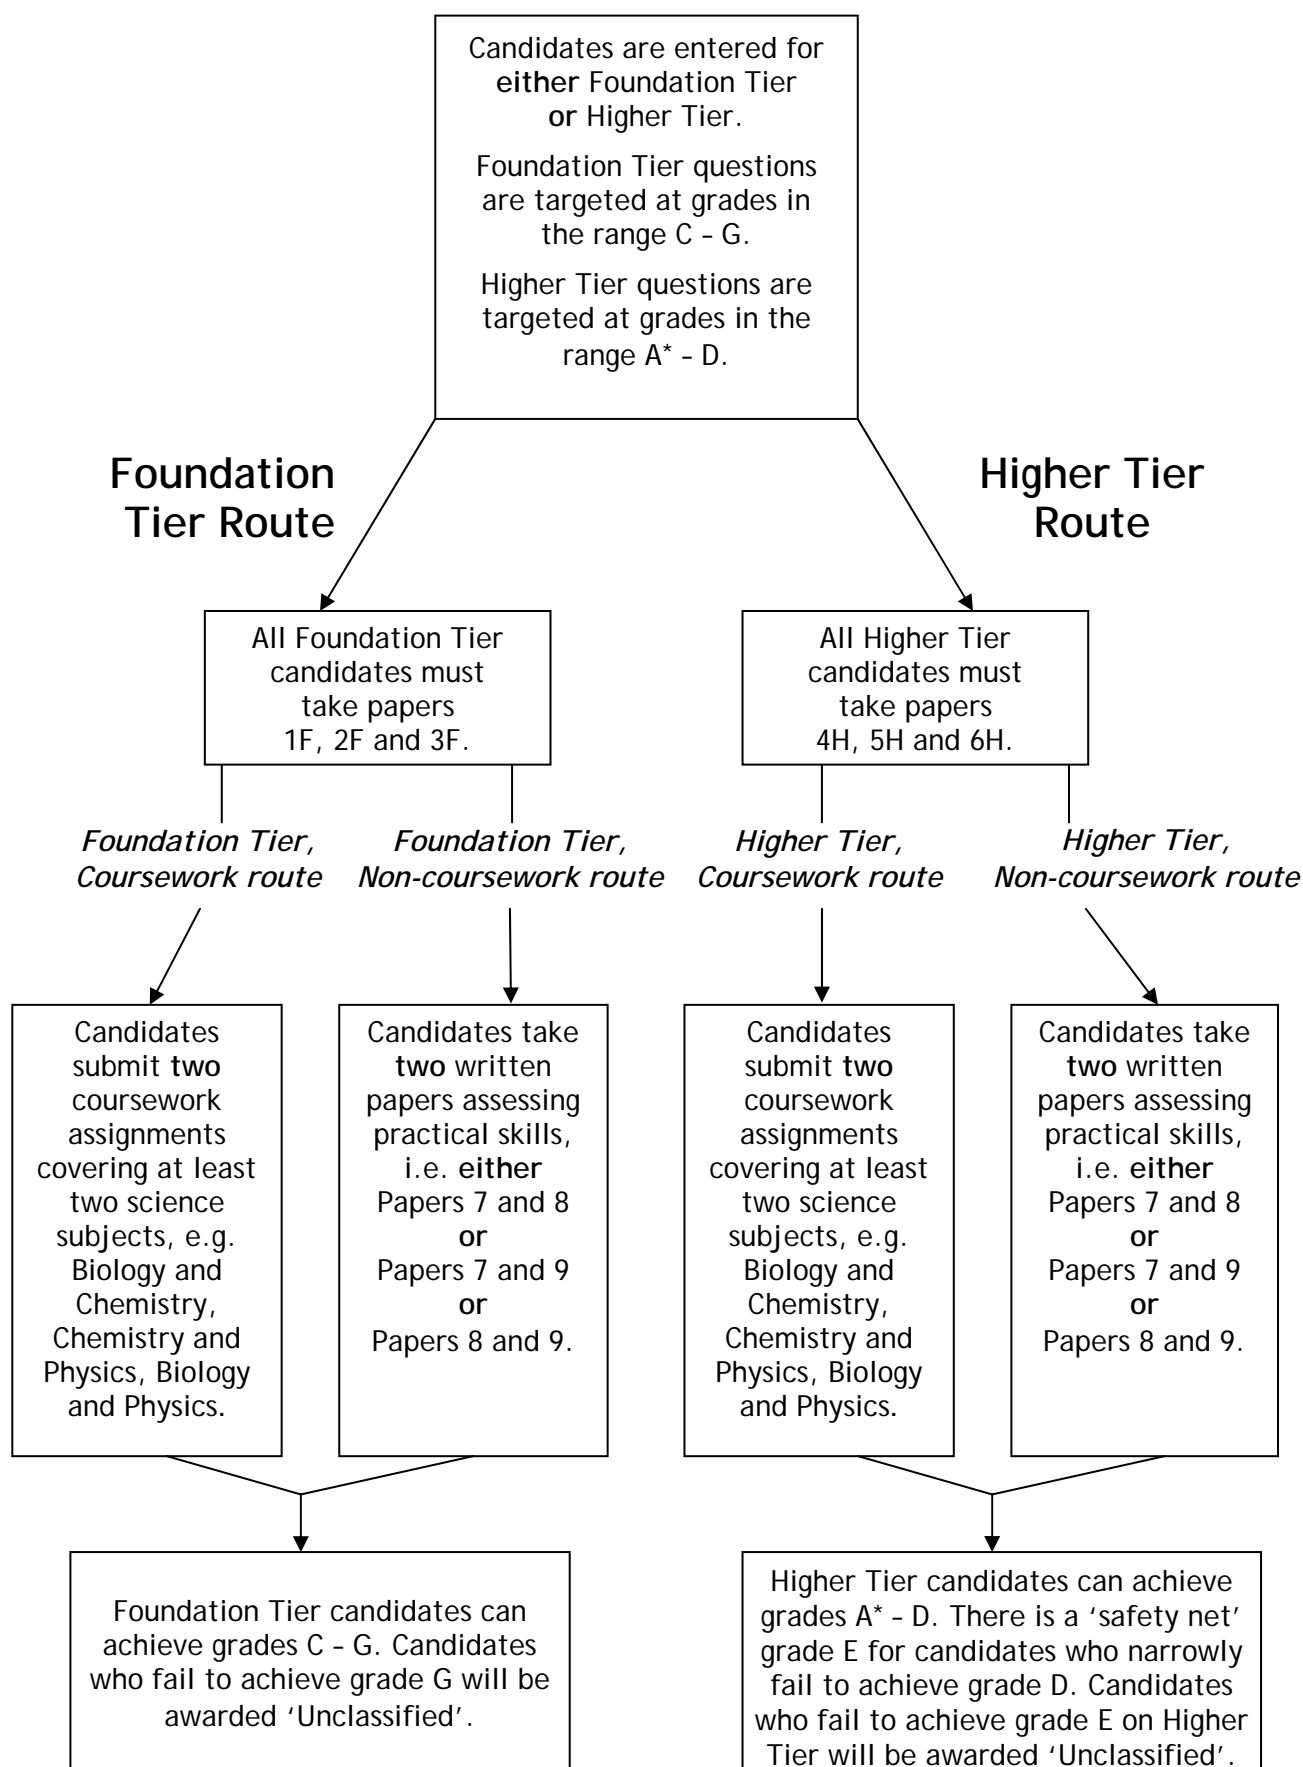 Candidates are entered for
either Foundation Tier
or Higher Tier.
Foundation Tier questions
are targeted at grades in
the range C – G.
Higher Tier questions are
targeted at grades in the
range A* – D.
Foundation
Tier Route
Higher Tier
Route
All Foundation Tier
candidates must
take papers
1F, 2F and 3F.
All Higher Tier
candidates must
take papers
4H, 5H and 6H.
Foundation Tier,
Coursework route
Foundation Tier,
Non-coursework route
Higher Tier,
Coursework route
Higher Tier,
Non-coursework route
Candidates
submit two
coursework
assignments
covering at least
two science
subjects, e.g.
Biology and
Chemistry,
Chemistry and
Physics, Biology
and Physics.
Candidates take
two written
papers assessing
practical skills,
i.e. either
Papers 7 and 8
or
Papers 7 and 9
or
Papers 8 and 9.
Candidates
submit two
coursework
assignments
covering at least
two science
subjects, e.g.
Biology and
Chemistry,
Chemistry and
Physics, Biology
and Physics.
Candidates take
two written
papers assessing
practical skills,
i.e. either
Papers 7 and 8
or
Papers 7 and 9
or
Papers 8 and 9.
Foundation Tier candidates can
achieve grades C – G. Candidates
who fail to achieve grade G will be
awarded ‘Unclassified’.
Higher Tier candidates can achieve
grades A* – D. There is a ‘safety net’
grade E for candidates who narrowly
fail to achieve grade D. Candidates
who fail to achieve grade E on Higher
Tier will be awarded ‘Unclassified’.